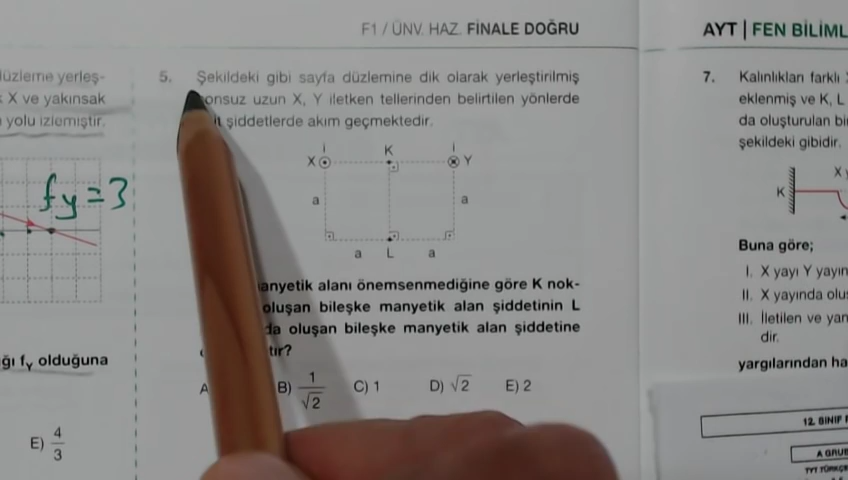 F1 / ÜNV. HAZ. FİNALE DOĞRU
AYT | FEN BİLİML
düzleme yerleş-
X ve yakınsak
yolu izlemiştir.
fy=3
ğı fY olduğuna
E) 4/3
5. Şekildeki gibi sayfa düzlemine dik olarak yerleştirilmiş
onsuz uzun X, Y iletken tellerinden belirtilen yönlerde
it şiddetlerde akım geçmektedir.
i K i
X Y
a a
a L a
anyetik alanı önemsenmediğine göre K nok-
oluşan bileşke manyetik alan şiddetinin L
da oluşan bileşke manyetik alan şiddetine
tır?
A B) 1/√2 C) 1 D) √2 E) 2
7. Kalınlıkları farklı
eklenmiş ve K, L
da oluşturulan bi
şekildeki gibidir.
X
K
Buna göre;
I. X yayı Y yayın
II. X yayında olu
III. İletilen ve yan
dir.
yargılarından ha
12. SINIF
A GRUB
TYT TÜRKÇE